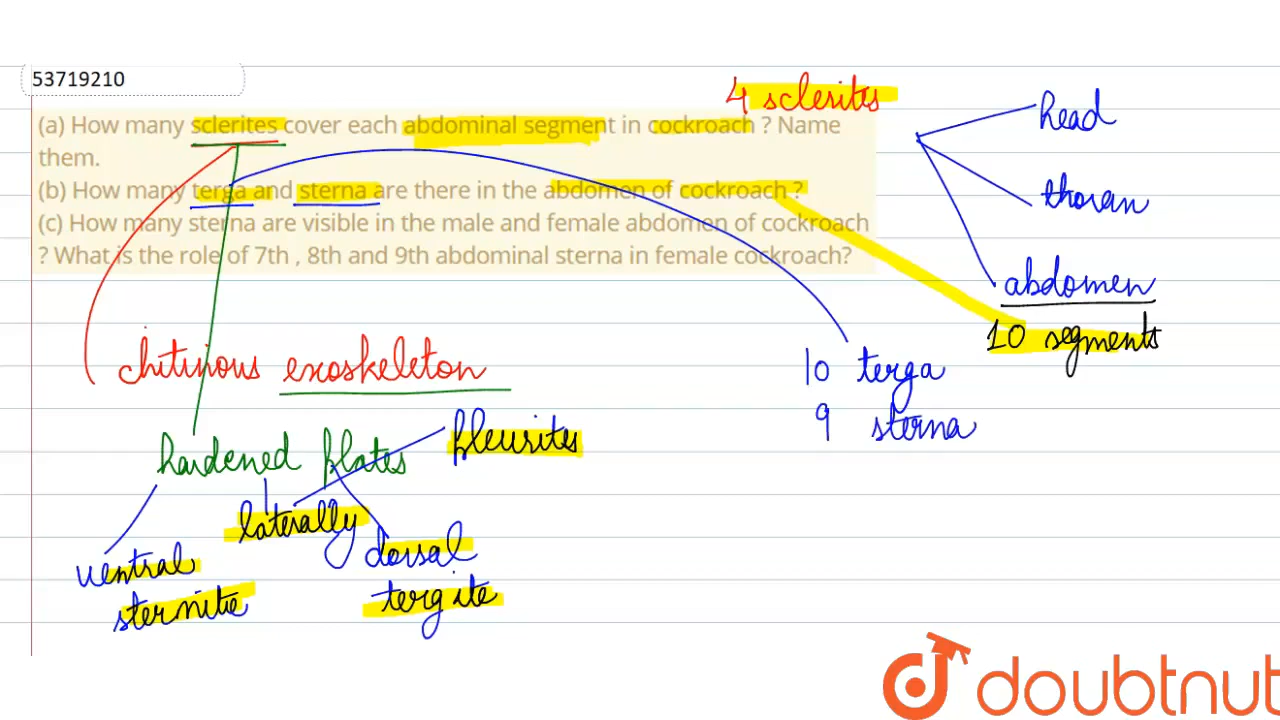 53719210
(a) How many sclerites cover each abdominal segment in cockroach ? Name
them.
(b) How many terga and sterna are there in the abdomen of cockroach ?
(c) How many sterna are visible in the male and female abdomen of cockroach
? What is the role of 7th , 8th and 9th abdominal sterna in female cockroach?
4 sclerites
head
thorax
abdomen
10 segments
chitinous exoskeleton
10 terga
9 sterna
hardened plates
pleurites
laterally
ventral
sternite
dorsal
tergite
doubtnut